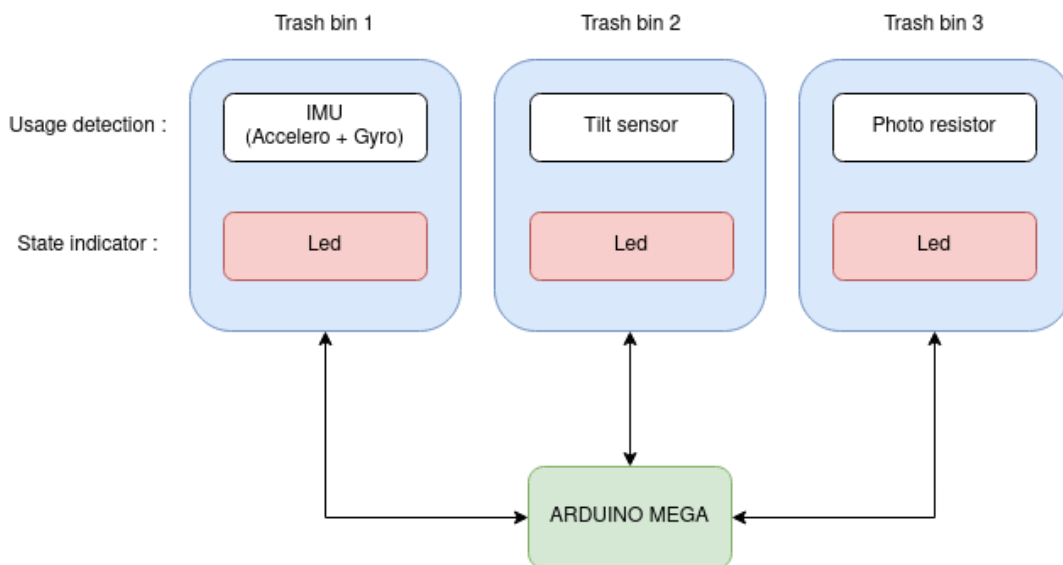 Trash bin 1
Trash bin 2
Trash bin 3
Usage detection :
IMU
(Accelero + Gyro)
Tilt sensor
Photo resistor
State indicator :
Led
Led
Led
ARDUINO MEGA